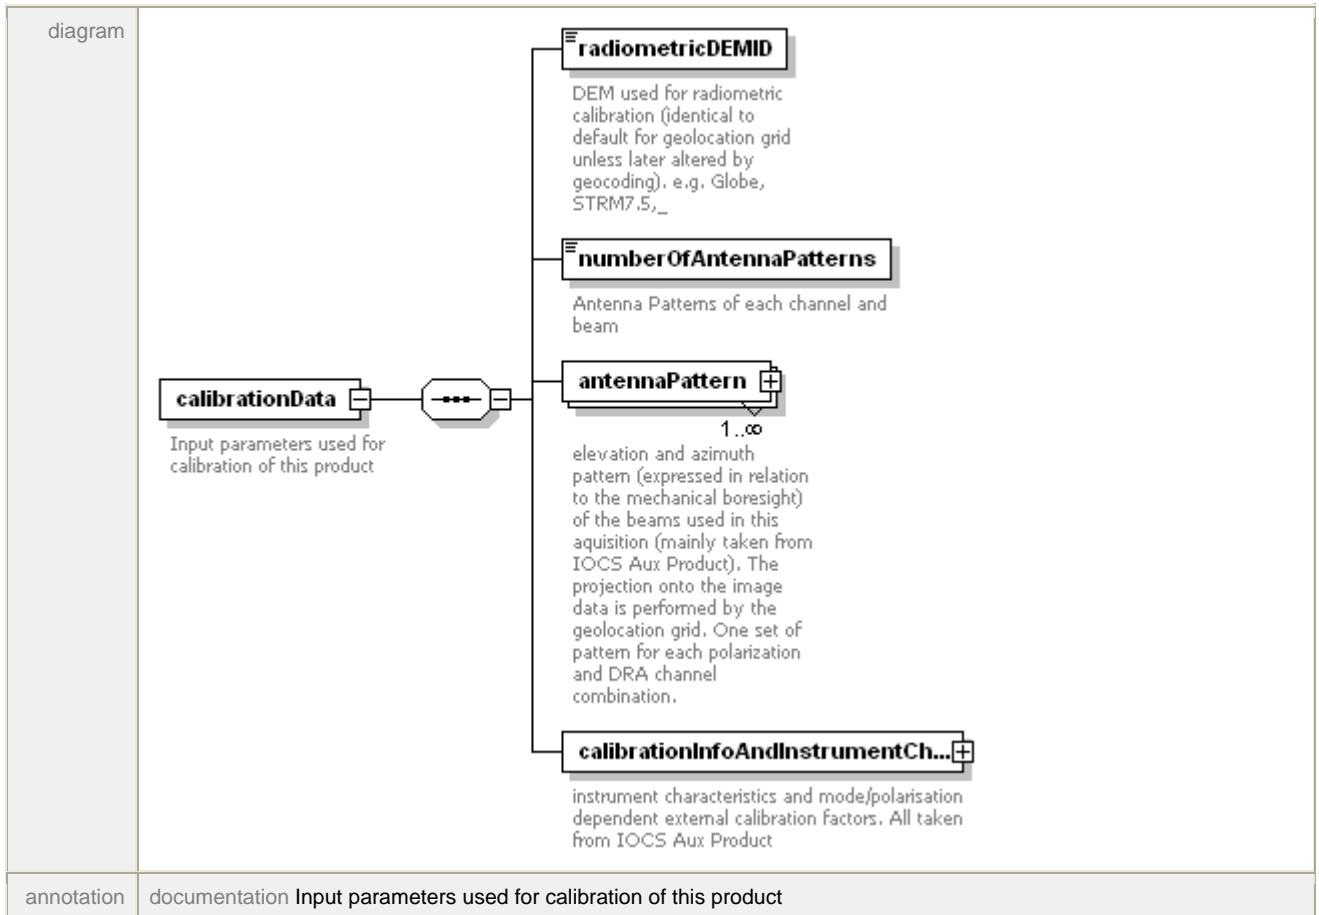 diagram
radiometricDEMID
DEM used for radiometric
calibration (identical to
default for geolocation grid
unless later altered by
geocoding). e.g. Globe,
STRM7.5,_
numberOfAntennaPatterns
Antenna Patterns of each channel and
beam
antennaPattern
1..∞
calibrationData
Input parameters used for
calibration of this product
elevation and azimuth
pattern (expressed in relation
to the mechanical boresight)
of the beams used in this
aquisition (mainly taken from
IOCS Aux Product). The
projection onto the image
data is performed by the
geolocation grid. One set of
pattern for each polarization
and DRA channel
combination.
calibrationInfoAndInstrumentCh...
instrument characteristics and mode/polarisation
dependent external calibration factors. All taken
from IOCS Aux Product
annotation
documentation Input parameters used for calibration of this product